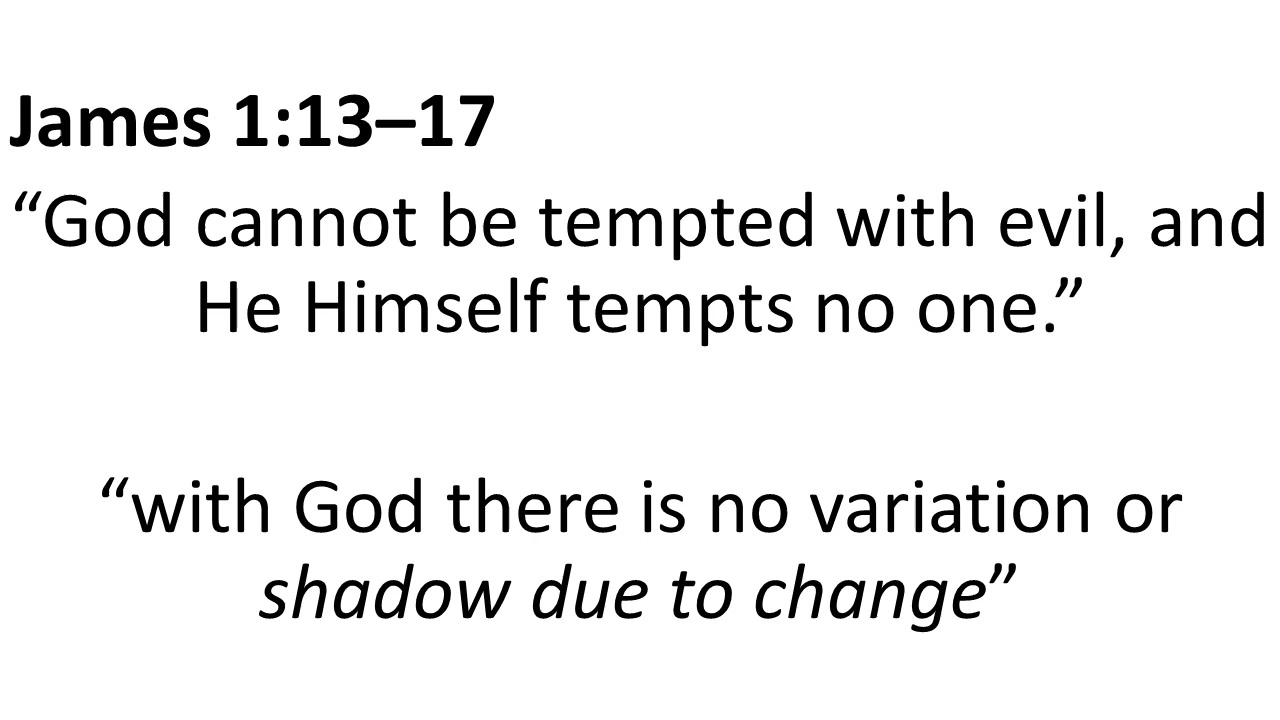 James 1:13–17
“God cannot be tempted with evil, and
He Himself tempts no one.”
“with God there is no variation or
shadow due to change”